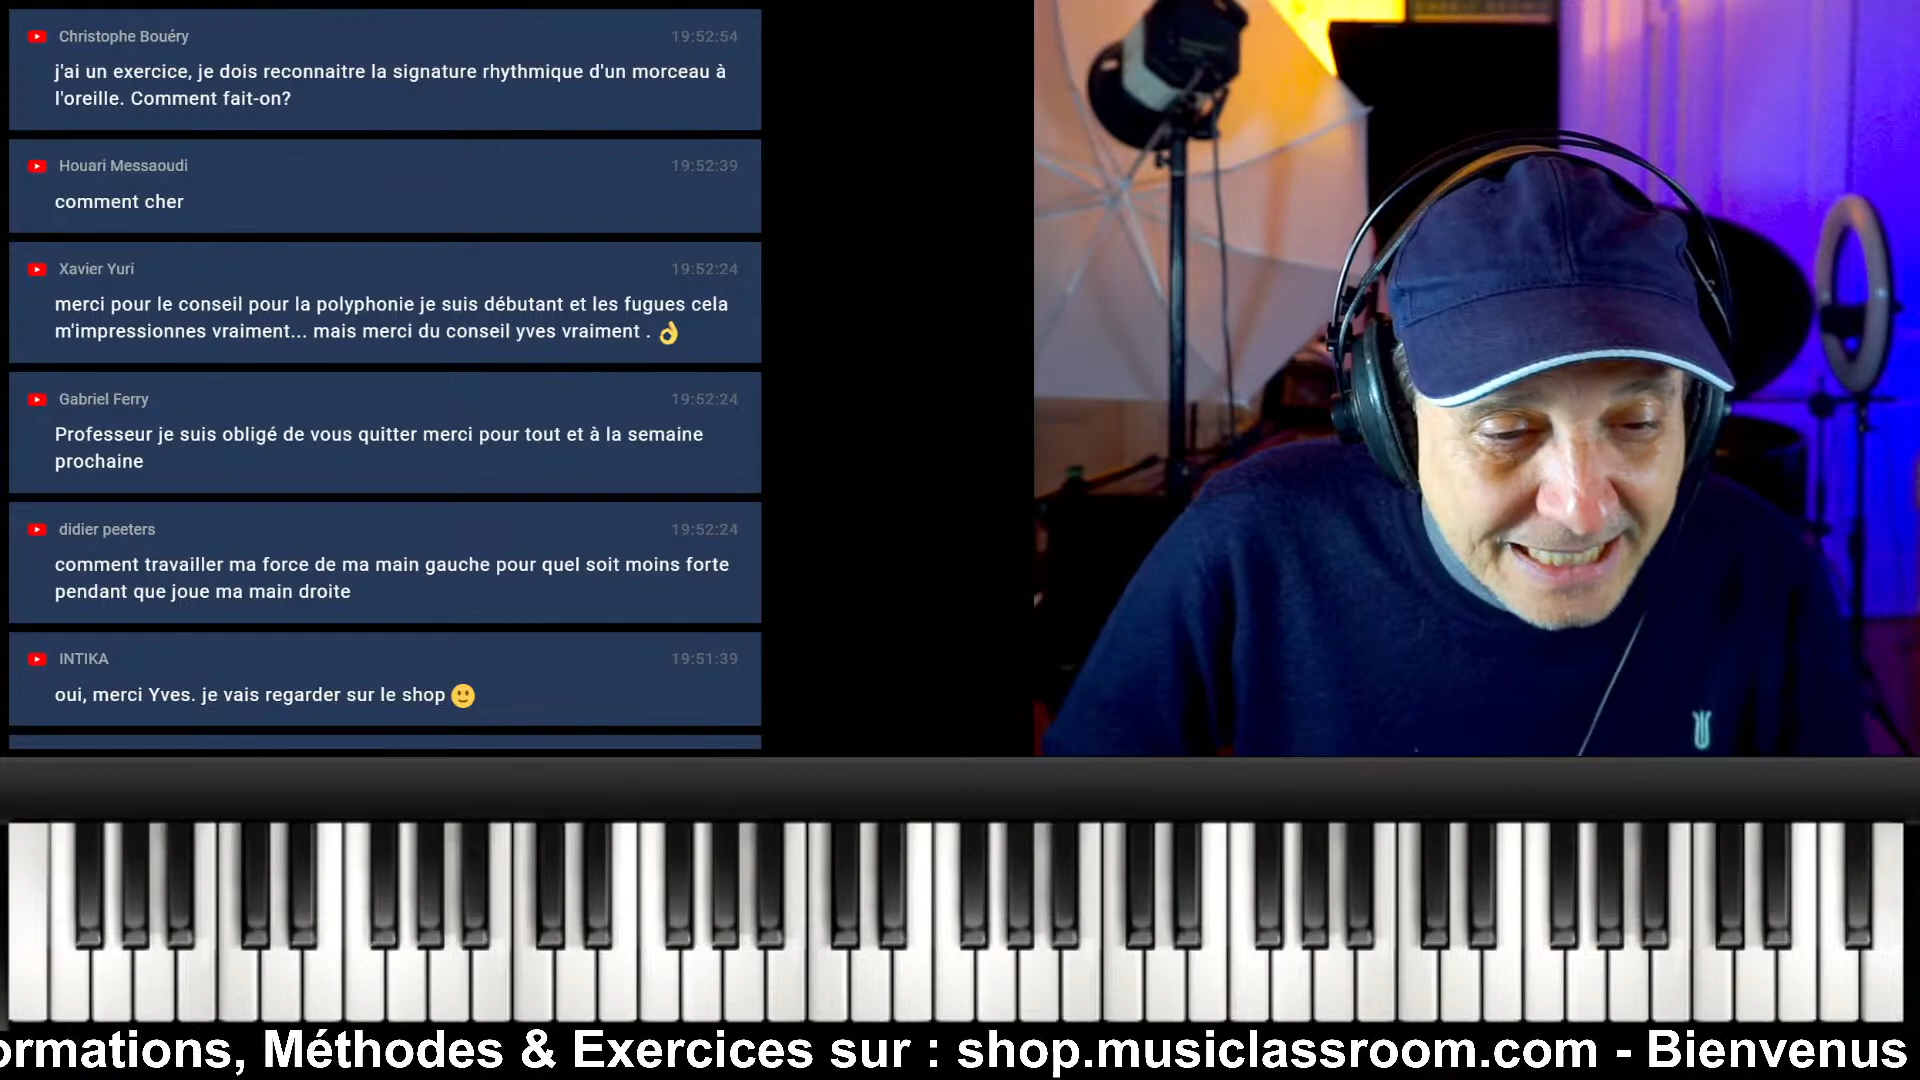 Christophe Bouéry 19:52:54
j'ai un exercice, je dois reconnaitre la signature rhythmique d'un morceau à
l'oreille. Comment fait-on?
Houari Messaoudi 19:52:39
comment cher
Xavier Yuri 19:52:24
merci pour le conseil pour la polyphonie je suis débutant et les fugues cela
m'impressionnes vraiment... mais merci du conseil yves vraiment . 👌
Gabriel Ferry 19:52:24
Professeur je suis obligé de vous quitter merci pour tout et à la semaine
prochaine
didier peeters 19:52:24
comment travailler ma force de ma main gauche pour quel soit moins forte
pendant que joue ma main droite
INTIKA 19:51:39
oui, merci Yves. je vais regarder sur le shop 🙂
ormations, Méthodes & Exercices sur : shop.musiclassroom.com - Bienvenus